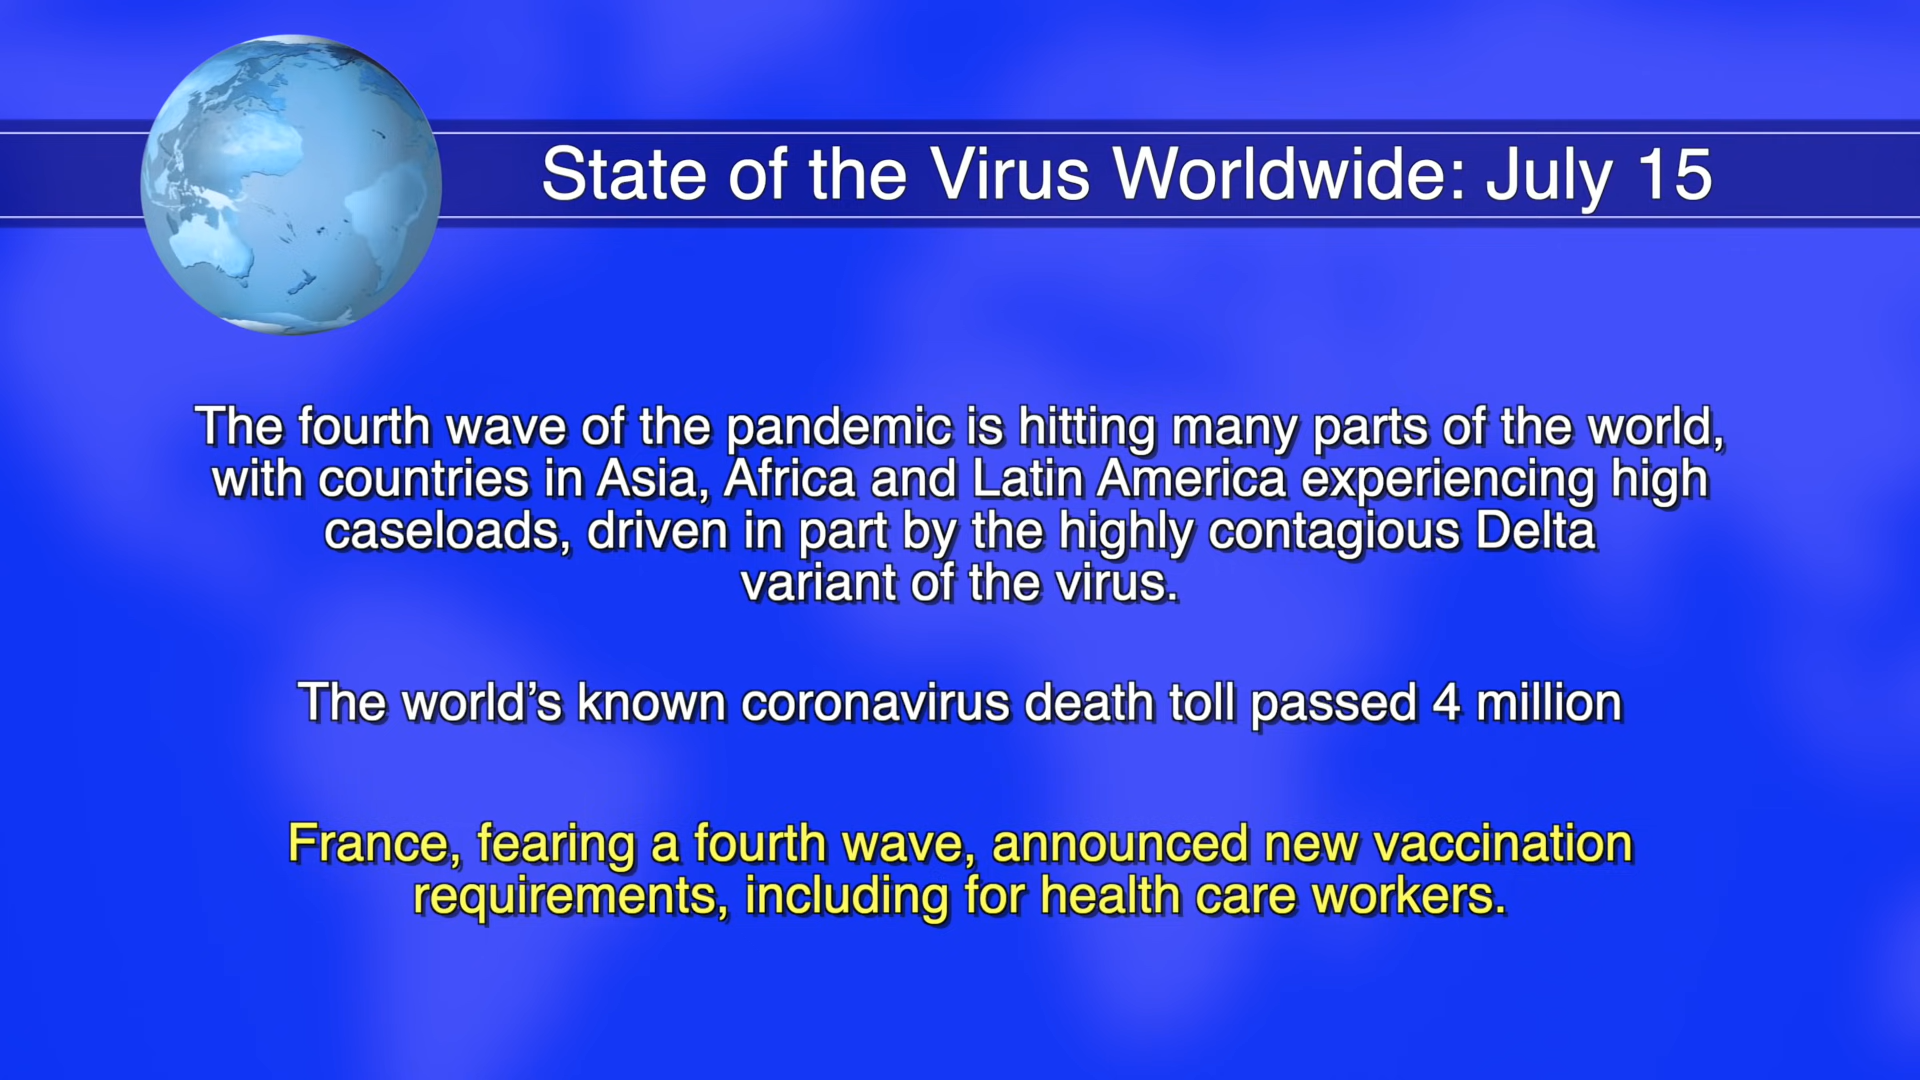 State of the Virus Worldwide: July 15
The fourth wave of the pandemic is hitting many parts of the world,
with countries in Asia, Africa and Latin America experiencing high
caseloads, driven in part by the highly contagious Delta
variant of the virus.
The world’s known coronavirus death toll passed 4 million
France, fearing a fourth wave, announced new vaccination
requirements, including for health care workers.